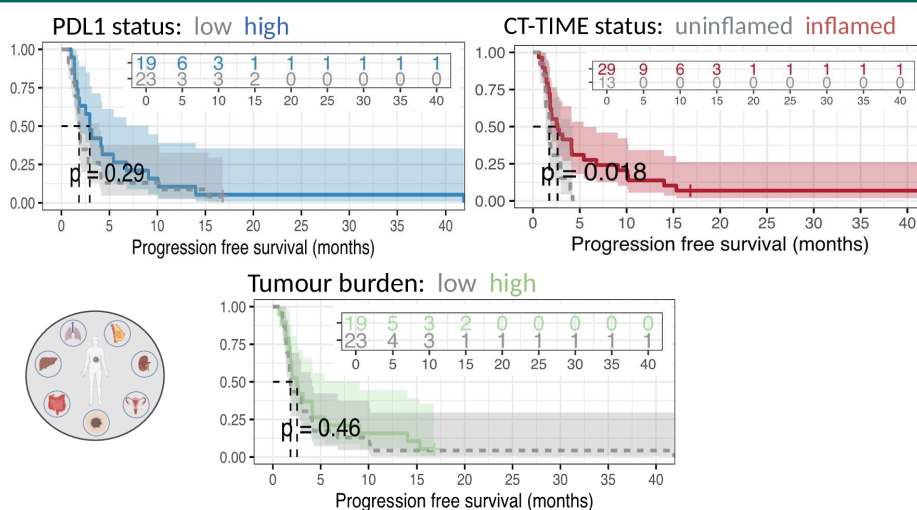 PDL1 status: low high
1.00
0.75
0.50
0.25
0.00
19 6 3 1 1 1 1 1 1
23 3 3 2 0 0 0 0 0
0 5 10 15 20 25 30 35 40
p = 0.29
0 5 10 15 20 25 30 35 40
Progression free survival (months)
CT-TIME status: uninflamed inflamed
1.00
0.75
0.50
0.25
0.00
29 9 6 3 1 1 1 1 1
13 0 0 0 0 0 0 0 0
0 5 10 15 20 25 30 35 40
p = 0.018
0 5 10 15 20 25 30 35 40
Progression free survival (months)
Tumour burden: low high
1.00
0.75
0.50
0.25
0.00
19 5 3 2 0 0 0 0 0
23 4 3 1 1 1 1 1 1
0 5 10 15 20 25 30 35 40
p = 0.46
0 5 10 15 20 25 30 35 40
Progression free survival (months)